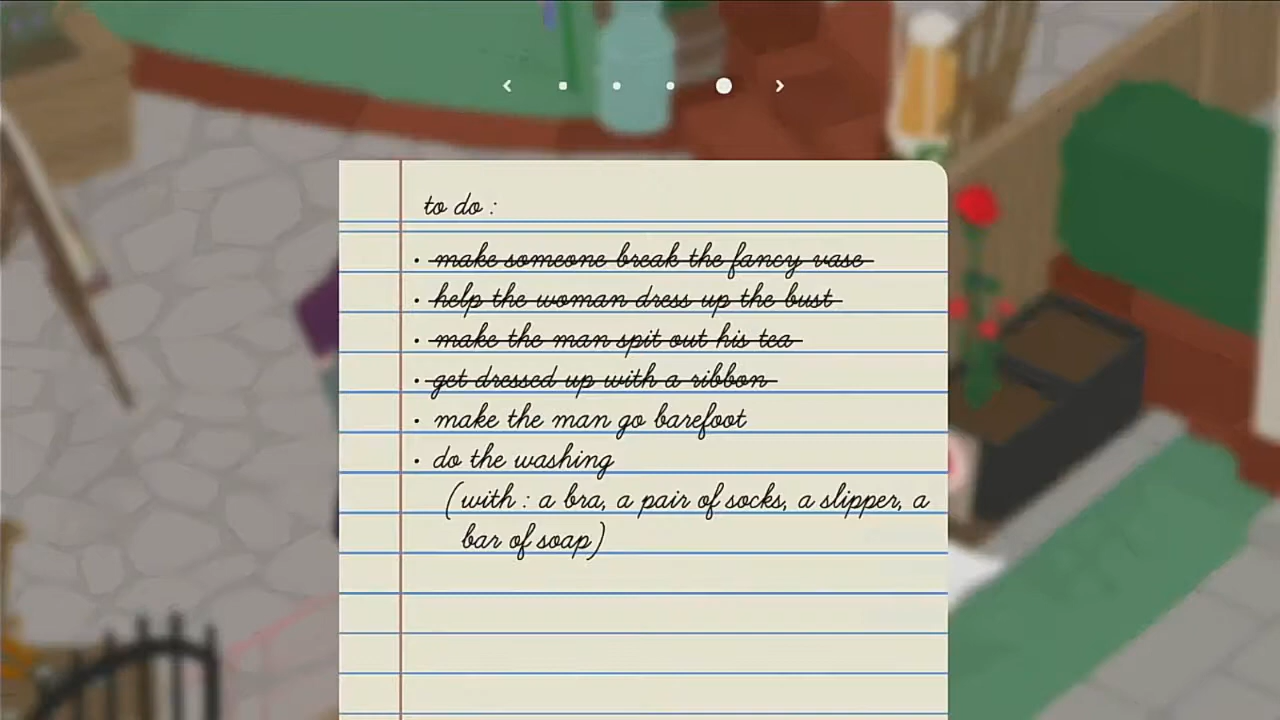 to do :
· make someone break the fancy vase
· help the woman dress up the bust
· make the man spit out his tea
· get dressed up with a ribbon
· make the man go barefoot
· do the washing
(with : a bra, a pair of socks, a slipper, a
bar of soap)